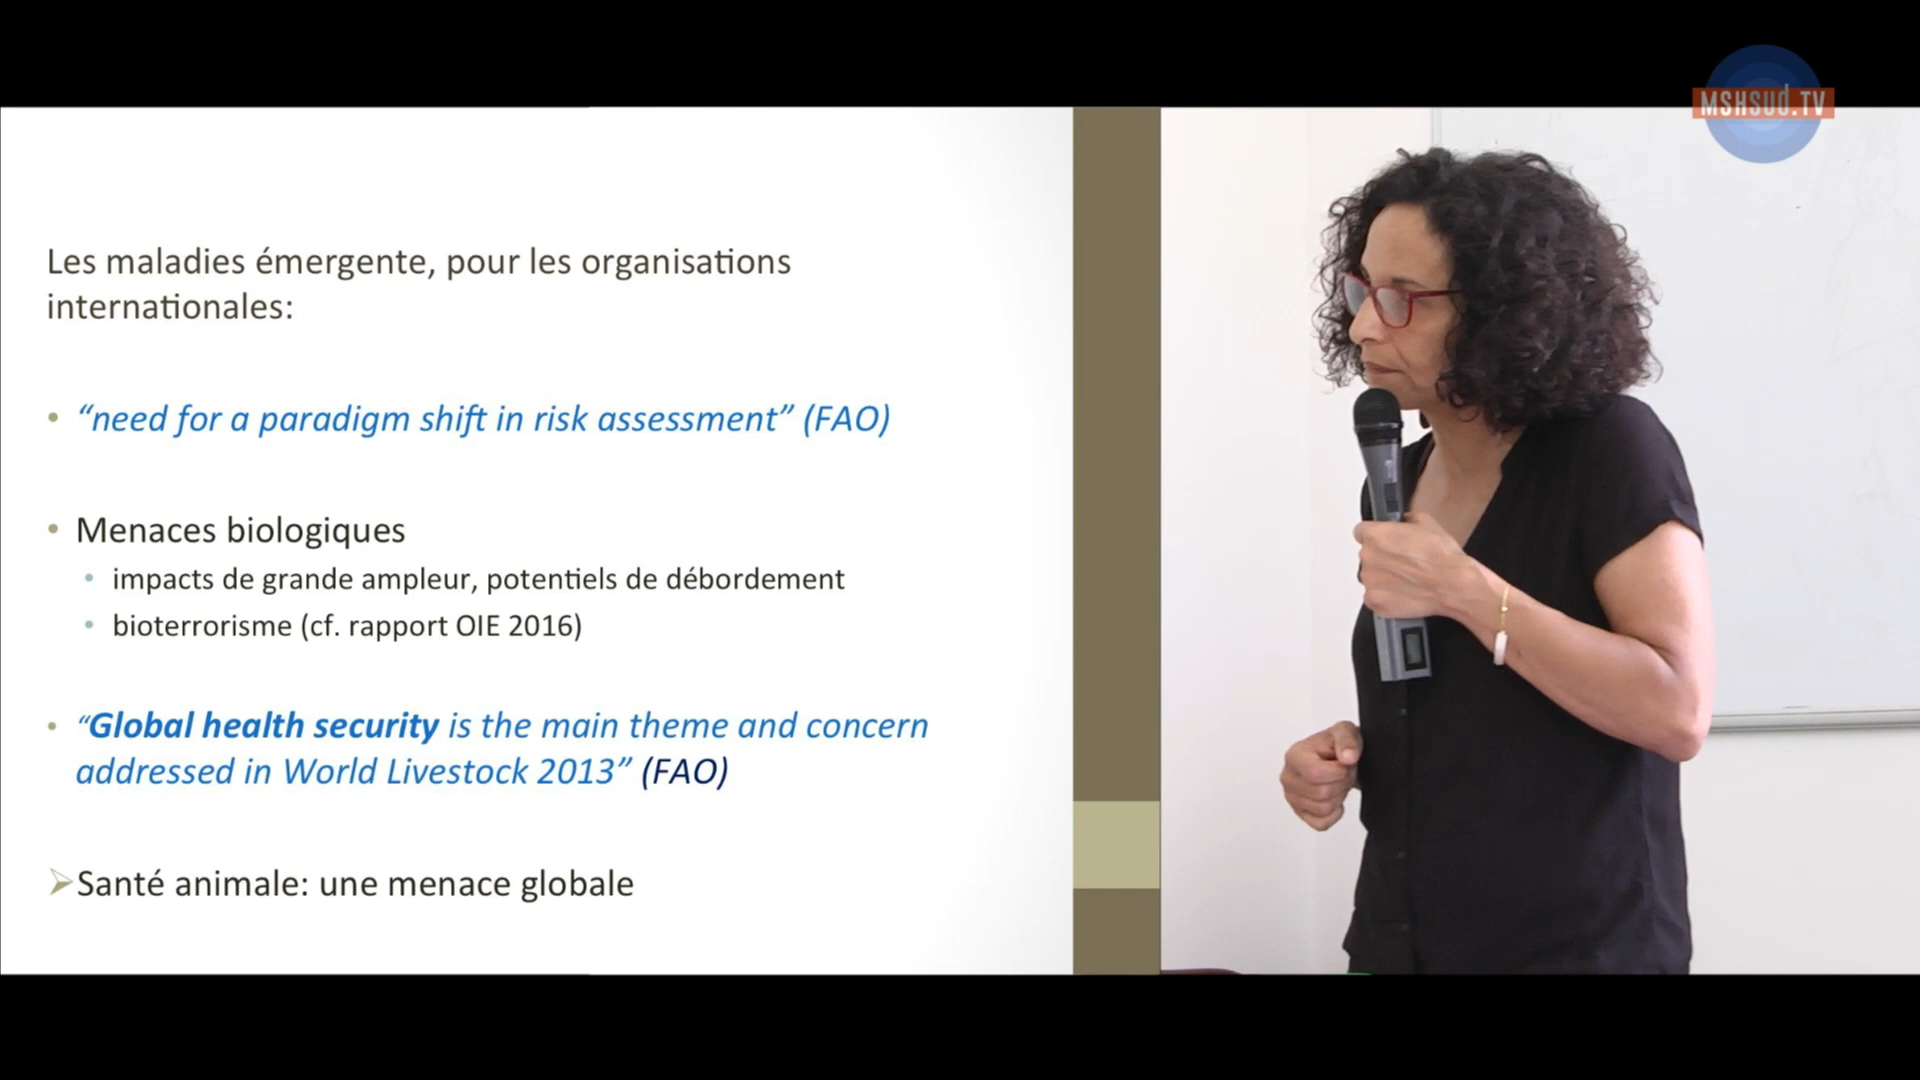 MSHSUD.TV
Les maladies émergente, pour les organisations
internationales:
• “need for a paradigm shift in risk assessment” (FAO)
• Menaces biologiques
• impacts de grande ampleur, potentiels de débordement
• bioterrorisme (cf. rapport OIE 2016)
• “Global health security is the main theme and concern
addressed in World Livestock 2013” (FAO)
➢Santé animale: une menace globale